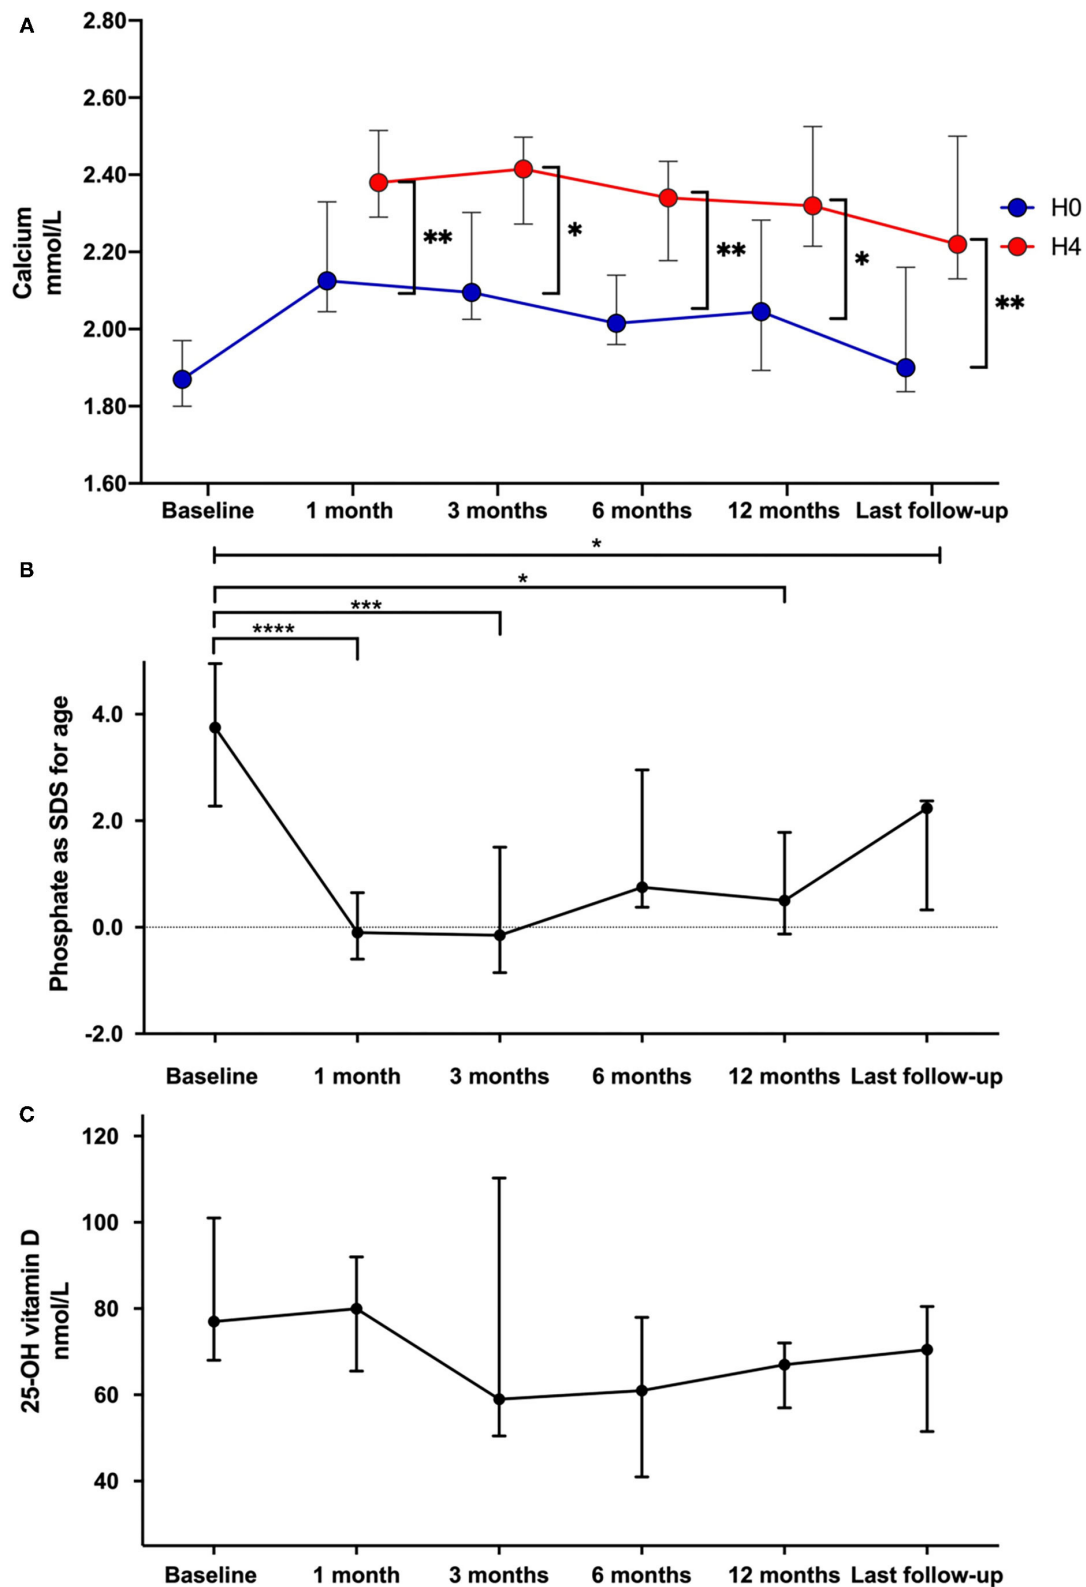 A
2.80
2.60
2.40
2.20
2.00
1.80
1.60
Calcium
mmol/L
** * ** * **
H0
H4
Baseline 1 month 3 months 6 months 12 months Last follow-up
B
*
*
***
****
Phosphate as SDS for age
4.0
2.0
0.0
-2.0
Baseline 1 month 3 months 6 months 12 months Last follow-up
C
25-OH vitamin D
nmol/L
120
100
80
60
40
Baseline 1 month 3 months 6 months 12 months Last follow-up